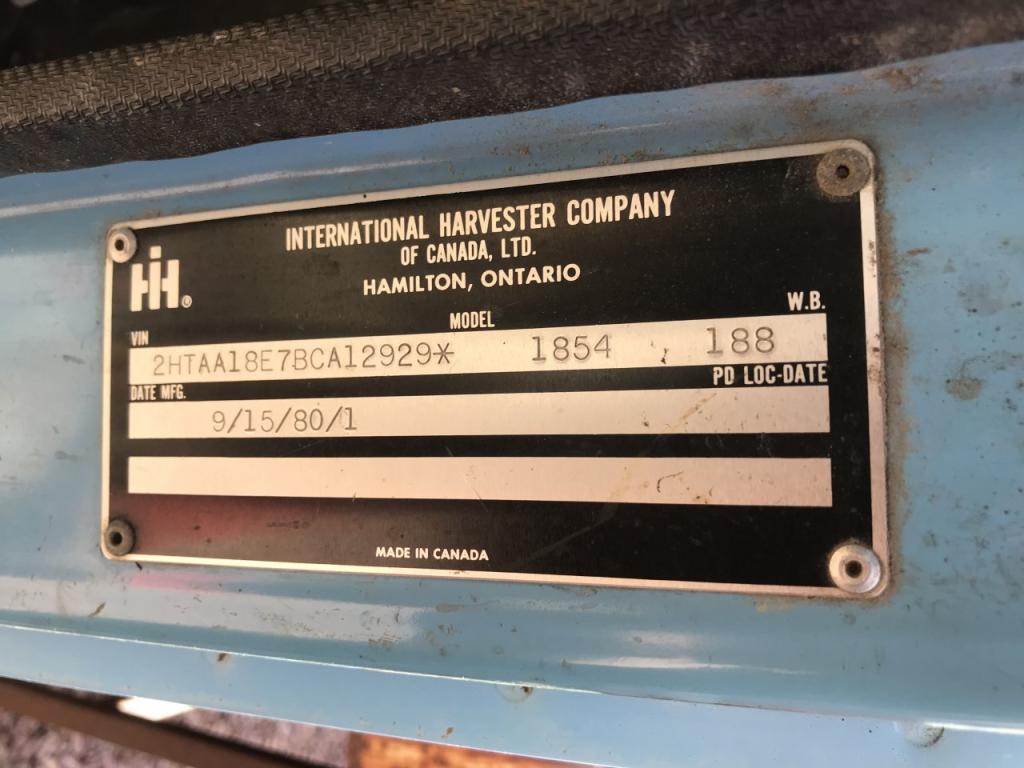 INTERNATIONAL HARVESTER COMPANY
OF CANADA, LTD.
HAMILTON, ONTARIO
IH®
VIN MODEL W.B.
2HTAA18E7BCA12929* 1854 188
DATE MFG. PD LOC-DATE
9/15/80/1
MADE IN CANADA